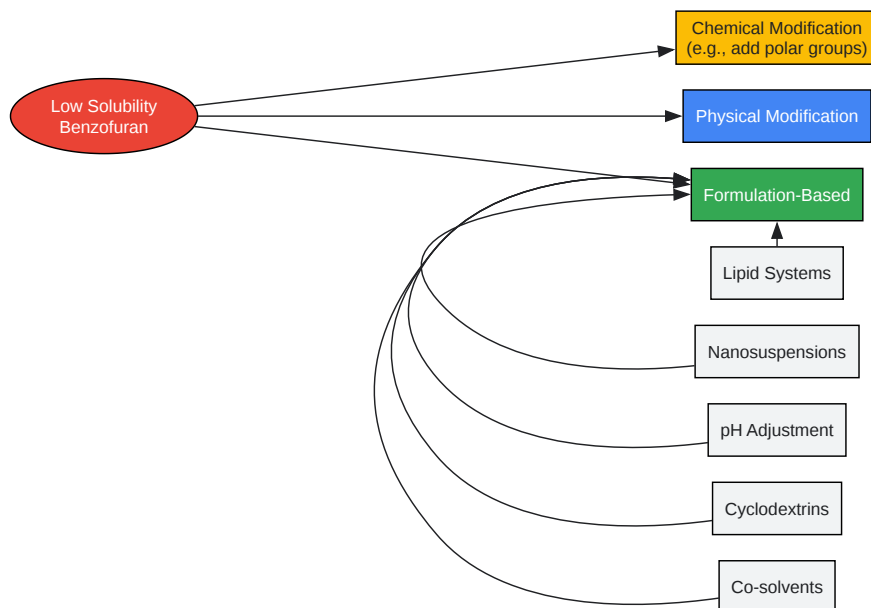 Low Solubility
Benzofuran
Chemical Modification
(e.g., add polar groups)
Physical Modification
Formulation-Based
Lipid Systems
Nanosuspensions
pH Adjustment
Cyclodextrins
Co-solvents